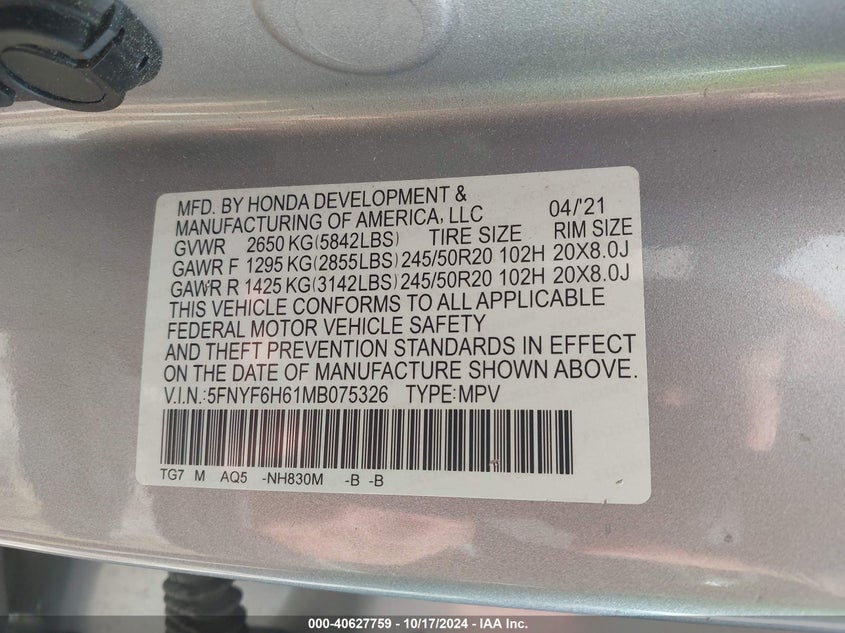 MFD. BY HONDA DEVELOPMENT &
MANUFACTURING OF AMERICA, LLC 04/'21
GVWR 2650 KG(5842LBS) TIRE SIZE RIM SIZE
GAWR F 1295 KG(2855LBS) 245/50R20 102H 20X8.0J
GAWR R 1425 KG(3142LBS) 245/50R20 102H 20X8.0J
THIS VEHICLE CONFORMS TO ALL APPLICABLE
FEDERAL MOTOR VEHICLE SAFETY
AND THEFT PREVENTION STANDARDS IN EFFECT
ON THE DATE OF MANUFACTURE SHOWN ABOVE.
V.I.N.:5FNYF6H61MB075326 TYPE:MPV
TG7 M AQ5 -NH830M -B -B
000-40627759 - 10/17/2024 - IAA Inc.